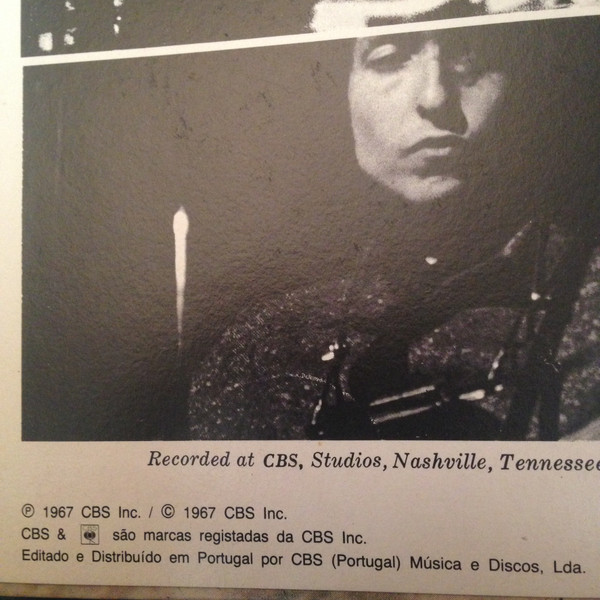 Recorded at CBS, Studios, Nashville, Tennessee
℗ 1967 CBS Inc. / © 1967 CBS Inc.
CBS & são marcas registadas da CBS Inc.
Editado e Distribuído em Portugal por CBS (Portugal) Música e Discos, Lda.